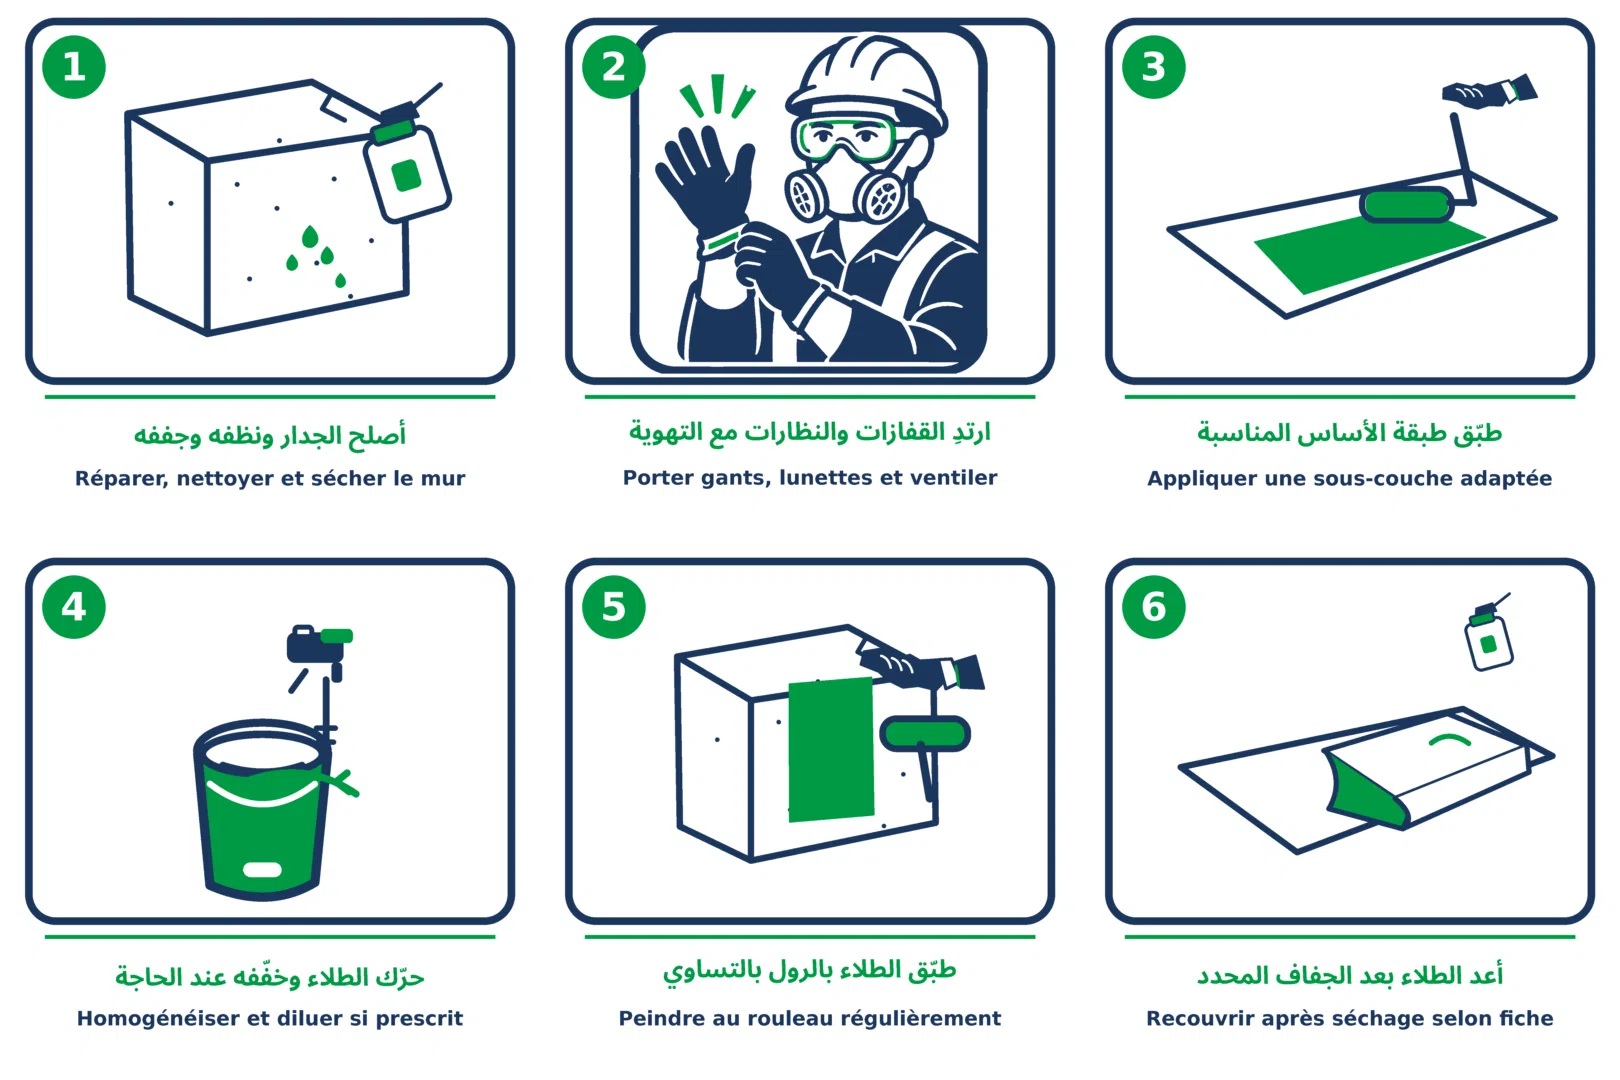 1
أصلح الجدار ونظفه وجففه
Réparer, nettoyer et sécher le mur
2
ارتدِ القفازات والنظارات مع التهوية
Porter gants, lunettes et ventiler
3
طبّق طبقة الأساس المناسبة
Appliquer une sous-couche adaptée
4
حرّك الطلاء وخفّفه عند الحاجة
Homogénéiser et diluer si prescrit
5
طبّق الطلاء بالرول بالتساوي
Peindre au rouleau régulièrement
6
أعد الطلاء بعد الجفاف المحدد
Recouvrir après séchage selon fiche